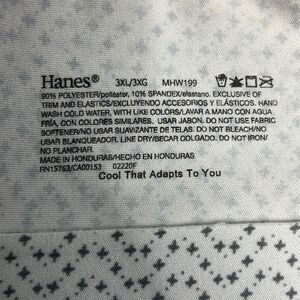 Hanes® 3XL/3XG MHW199
90% POLYESTER/poliéster, 10% SPANDEX/elastano. EXCLUSIVE OF
TRIM AND ELASTICS/EXCLUYENDO ACCESORIOS Y ELÁSTICOS. HAND
WASH COLD WATER, WITH LIKE COLORS/LAVAR A MANO CON AGUA
FRIA, CON COLORES SIMILARES. USAR JABON. DO NOT USE FABRIC
SOFTENER/NO USAR SUAVIZANTE DE TELAS. DO NOT BLEACH/NO
USAR BLANQUEADOR. LINE DRY/SECAR COLGADO. DO NOT IRON/
NO PLANCHAR.
MADE IN HONDURAS/HECHO EN HONDURAS
RN15763/CA00153 02220F
Cool That Adapts To You